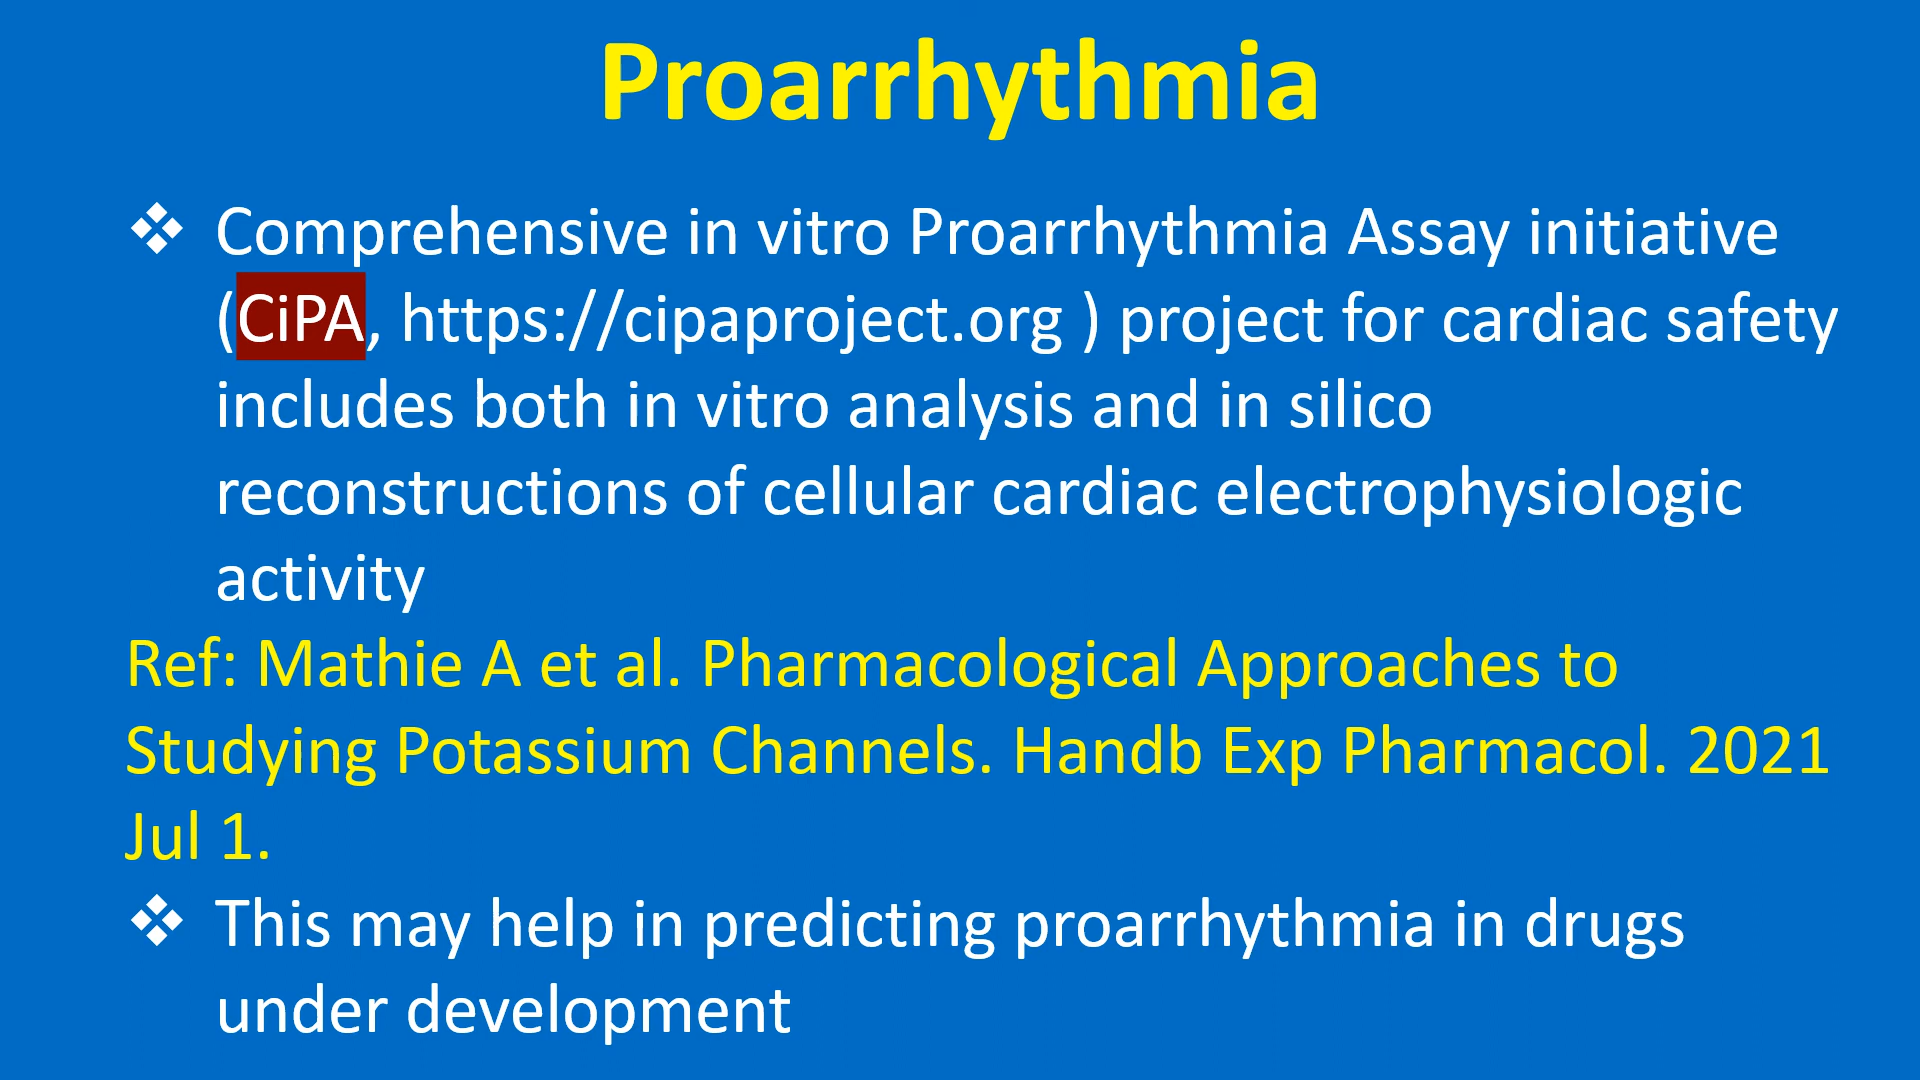 Proarrhythmia
❖ Comprehensive in vitro Proarrhythmia Assay initiative
(CiPA, https://cipaproject.org ) project for cardiac safety
includes both in vitro analysis and in silico
reconstructions of cellular cardiac electrophysiologic
activity
Ref: Mathie A et al. Pharmacological Approaches to
Studying Potassium Channels. Handb Exp Pharmacol. 2021
Jul 1.
❖ This may help in predicting proarrhythmia in drugs
under development